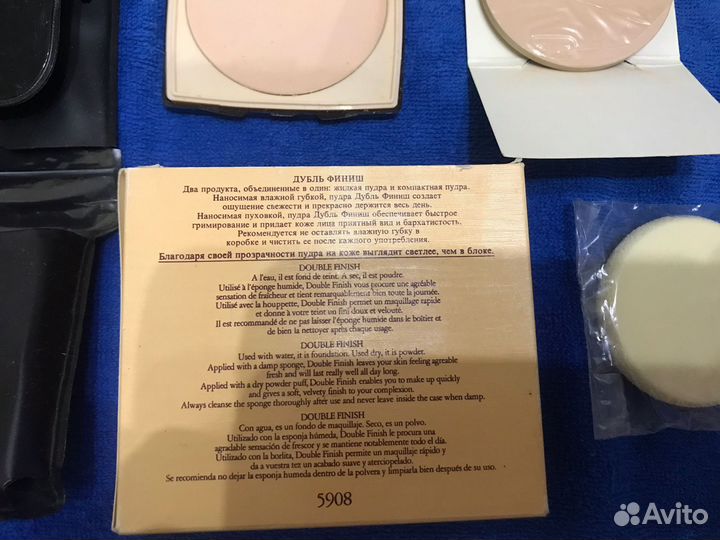 ДУБЛЬ ФИНИШ
Два продукта, объединенные в один: жидкая пудра и компактная пудра.
Наносимая влажной губкой, пудра Дубль Финиш создает
ощущение свежести и прекрасно держится весь день.
Наносимая пуховкой, пудра Дубль Финиш обеспечивает быстрое
гримирование и придает коже лица приятный вид и бархатистость.
Рекомендуется не оставлять влажную губку в
коробке и чистить ее после каждого употребления.
Благодаря своей прозрачности пудра на коже выглядит светлее, чем в блоке.
DOUBLE FINISH
A l'eau, il est fond de teint. A sec, il est poudre.
Utilisé à l'éponge humide, Double Finish vous procure une agréable
sensation de fraîcheur et tient remarquablement bien toute la journée.
Utilisé avec la houppette, Double Finish permet un maquillage rapide
et donne à votre teint un fini doux et velouté.
Il est recommandé de ne pas laisser l'éponge humide dans le boîtier et
de bien la nettoyer après chaque usage.
DOUBLE FINISH
Used with water, it is foundation. Used dry, it is powder.
Applied with a damp sponge, Double Finish leaves your skin feeling agreable
fresh and will last really well all day long.
Applied with a dry powder puff, Double Finish enables you to make up quickly
and gives a soft, velvety finish to your complexion.
Always cleanse the sponge thoroughly after use and never leave inside the case when damp.
DOUBLE FINISH
Con agua, es un fondo de maquillaje. Seco, es un polvo.
Utilizado con la esponja húmeda, Double Finish le procura una
agradable sensación de frescor y se mantiene notablemente todo el día.
Utilizado con la borlita, Double Finish permite un maquillaje rápido y
da a vuestra tez un acabado suave y aterciopelado.
Se recomienda no dejar la esponja húmeda dentro de la polvera y limpiarla bien después de su uso.
5908
Avito